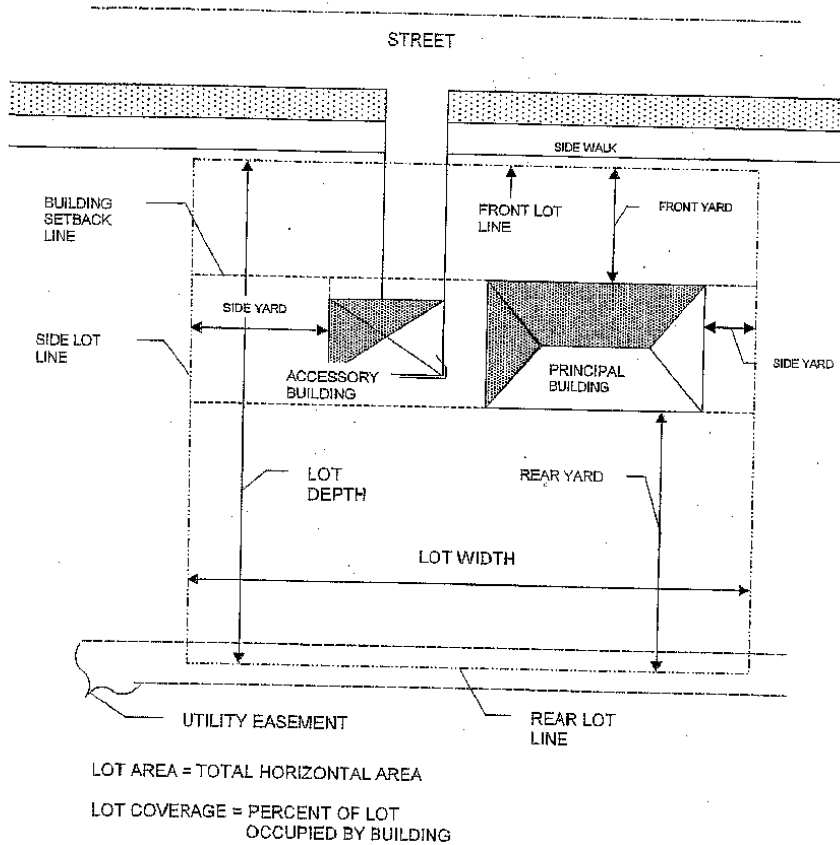 STREET
SIDE WALK
BUILDING
SETBACK
LINE
FRONT LOT
LINE
FRONT YARD
SIDE YARD
SIDE LOT
LINE
ACCESSORY
BUILDING
PRINCIPAL
BUILDING
SIDE YARD
LOT
DEPTH
REAR YARD
LOT WIDTH
UTILITY EASEMENT
REAR LOT
LINE
LOT AREA = TOTAL HORIZONTAL AREA
LOT COVERAGE = PERCENT OF LOT
OCCUPIED BY BUILDING